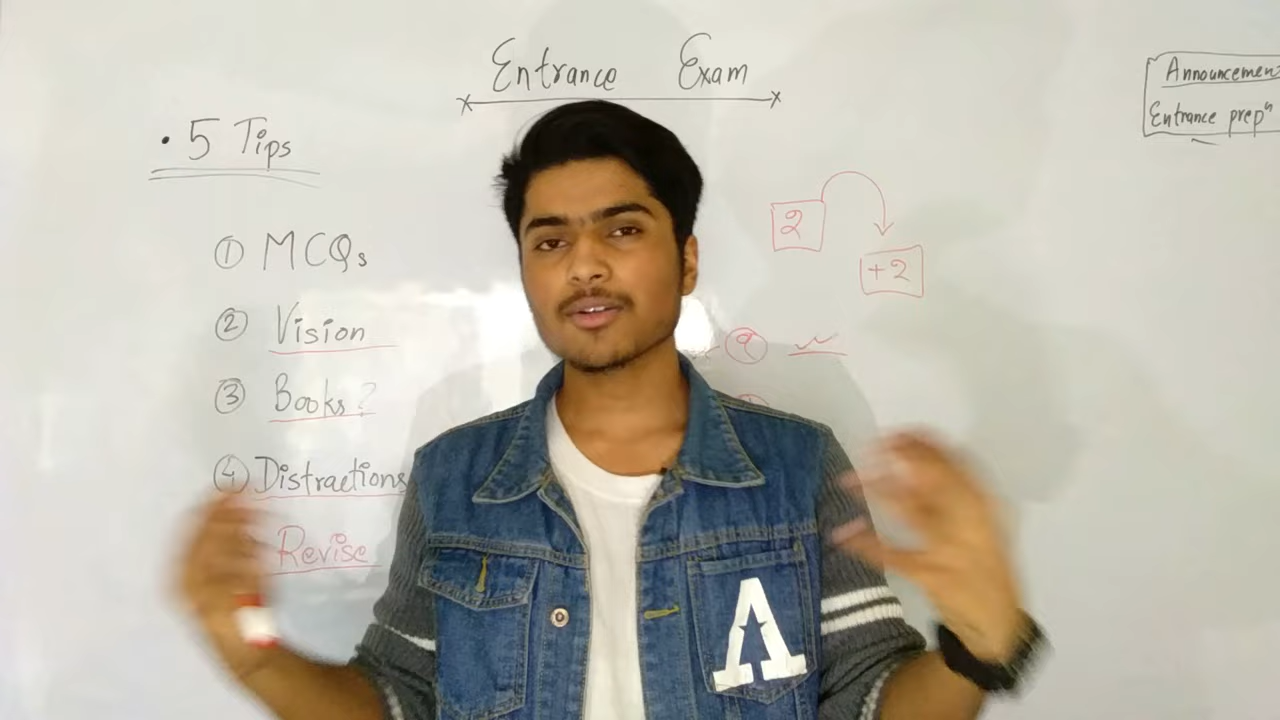 Entrance Exam
• 5 Tips
① MCQs
② Vision
③ Books?
④ Distractions
Revise
2
+2
Announcemen
Entrance prepⁿ
A